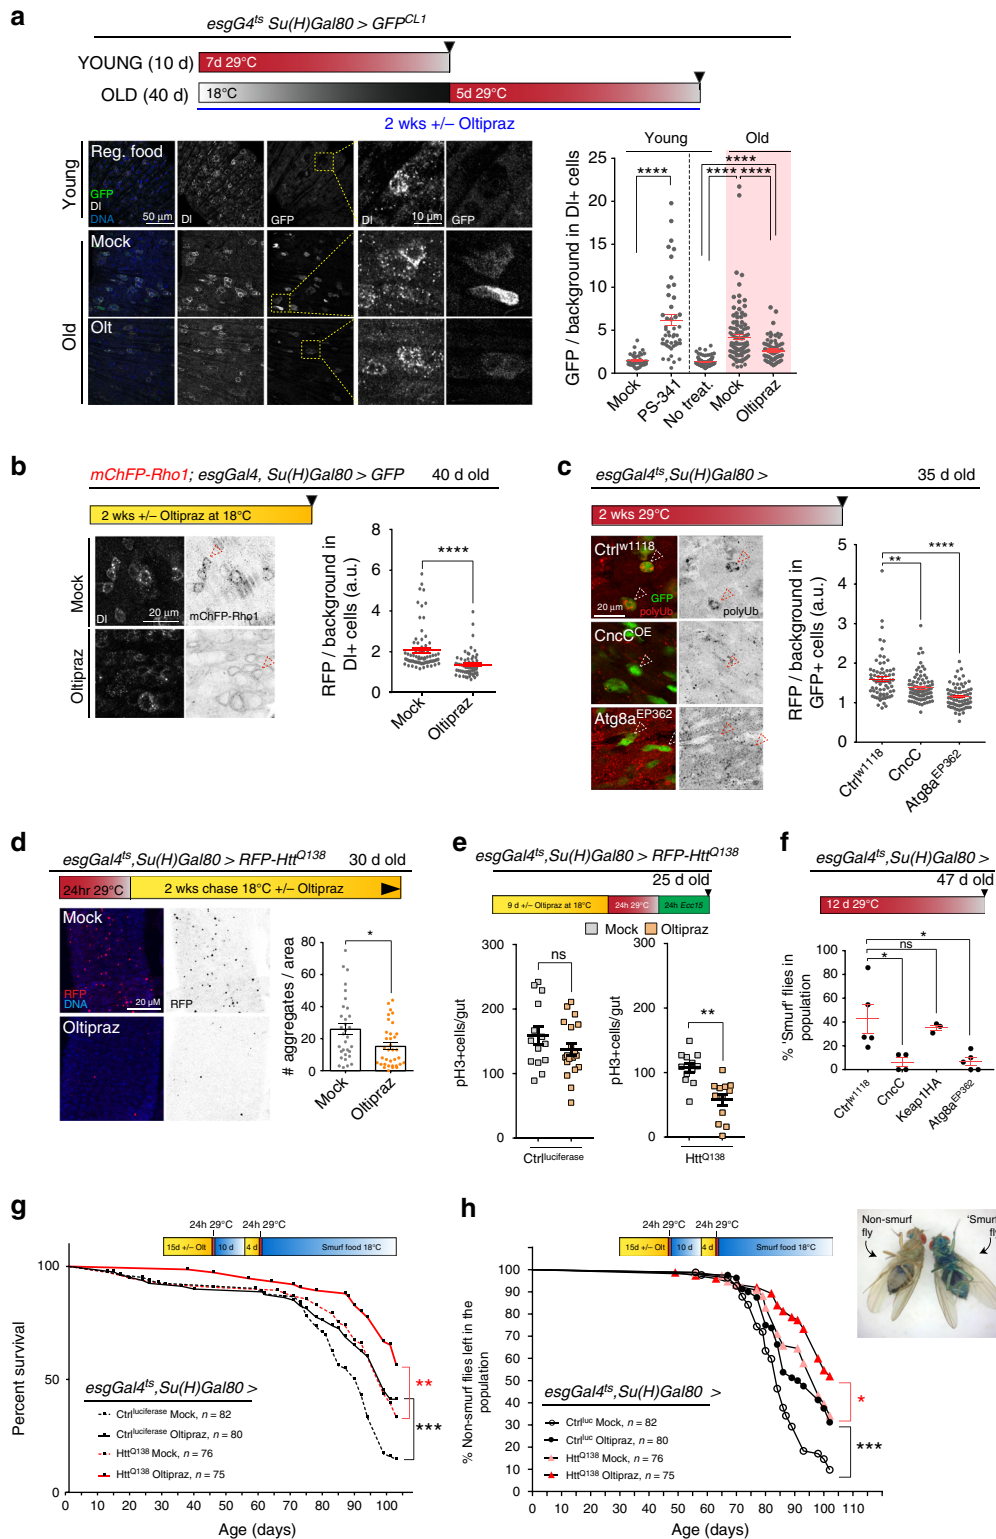 a
esgG4ts Su(H)Gal80 > GFPCL1
YOUNG (10 d)
7d 29°C
OLD (40 d)
18°C
5d 29°C
2 wks +/– Oltipraz
Young
Reg. food
GFP
Dl
DNA
50 µm
Dl
GFP
Dl
10 µm
GFP
Old
Mock
Olt
Young
Old
GFP / background in Dl+ cells
25
20
15
10
5
0
****
****
****
****
Mock
PS-341
No treat.
Mock
Oltipraz
b
mChFP-Rho1; esgGal4, Su(H)Gal80 > GFP
40 d old
2 wks +/– Oltipraz at 18°C
Mock
Dl
20 µm
mChFP-Rho1
Oltipraz
RFP / background in
Dl+ cells (a.u.)
8
6
4
2
0
****
Mock
Oltipraz
c
esgGal4ts,Su(H)Gal80 >
35 d old
2 wks 29°C
Ctrlw1118
GFP
20 µm
polyUb
polyUb
CncCOE
Atg8aEP362
RFP / background in
GFP+ cells (a.u.)
5
4
3
2
1
0
**
****
Ctrlw1118
CncC
Atg8aEP362
d
esgGal4ts,Su(H)Gal80 > RFP-HttQ138
30 d old
24hr 29°C
2 wks chase 18°C +/– Oltipraz
Mock
RFP
DNA
20 µM
RFP
Oltipraz
# aggregates / area
80
60
40
20
0
*
Mock
Oltipraz
e
esgGal4ts,Su(H)Gal80 > RFP-HttQ138
25 d old
9 d +/– Oltipraz at 18°C
24h 29°C
24h Ecc15
Mock
Oltipraz
pH3+cells/gut
300
200
100
0
ns
Ctrlluciferase
pH3+cells/gut
300
200
100
0
**
HttQ138
f
esgGal4ts,Su(H)Gal80 >
47 d old
12 d 29°C
% 'Smurf' flies in
population
100
80
60
40
20
0
*
ns
*
Ctrlw1118
CncC
Keap1HA
Atg8aEP362
g
24h 29°C
24h 29°C
15d +/– Olt
10 d
4 d
Smurf food 18°C
Percent survival
100
50
0
**
***
esgGal4ts,Su(H)Gal80 >
Ctrlluciferase Mock, n = 82
Ctrlluciferase Oltipraz, n = 80
HttQ138 Mock, n = 76
HttQ138 Oltipraz, n = 75
0 20 40 60 80 100
Age (days)
h
24h 29°C
24h 29°C
15d +/– Olt
10 d
4 d
Smurf food 18°C
Non-smurf
fly
'Smurf'
fly
% Non-smurf flies left in the
population
100
90
80
70
60
50
40
30
20
10
0
*
***
esgGal4ts,Su(H)Gal80 >
Ctrlluc Mock, n = 82
Ctrlluc Oltipraz, n = 80
HttQ138 Mock, n = 76
HttQ138 Oltipraz, n = 75
0 10 20 30 40 50 60 70 80 90 100 110 120
Age (days)